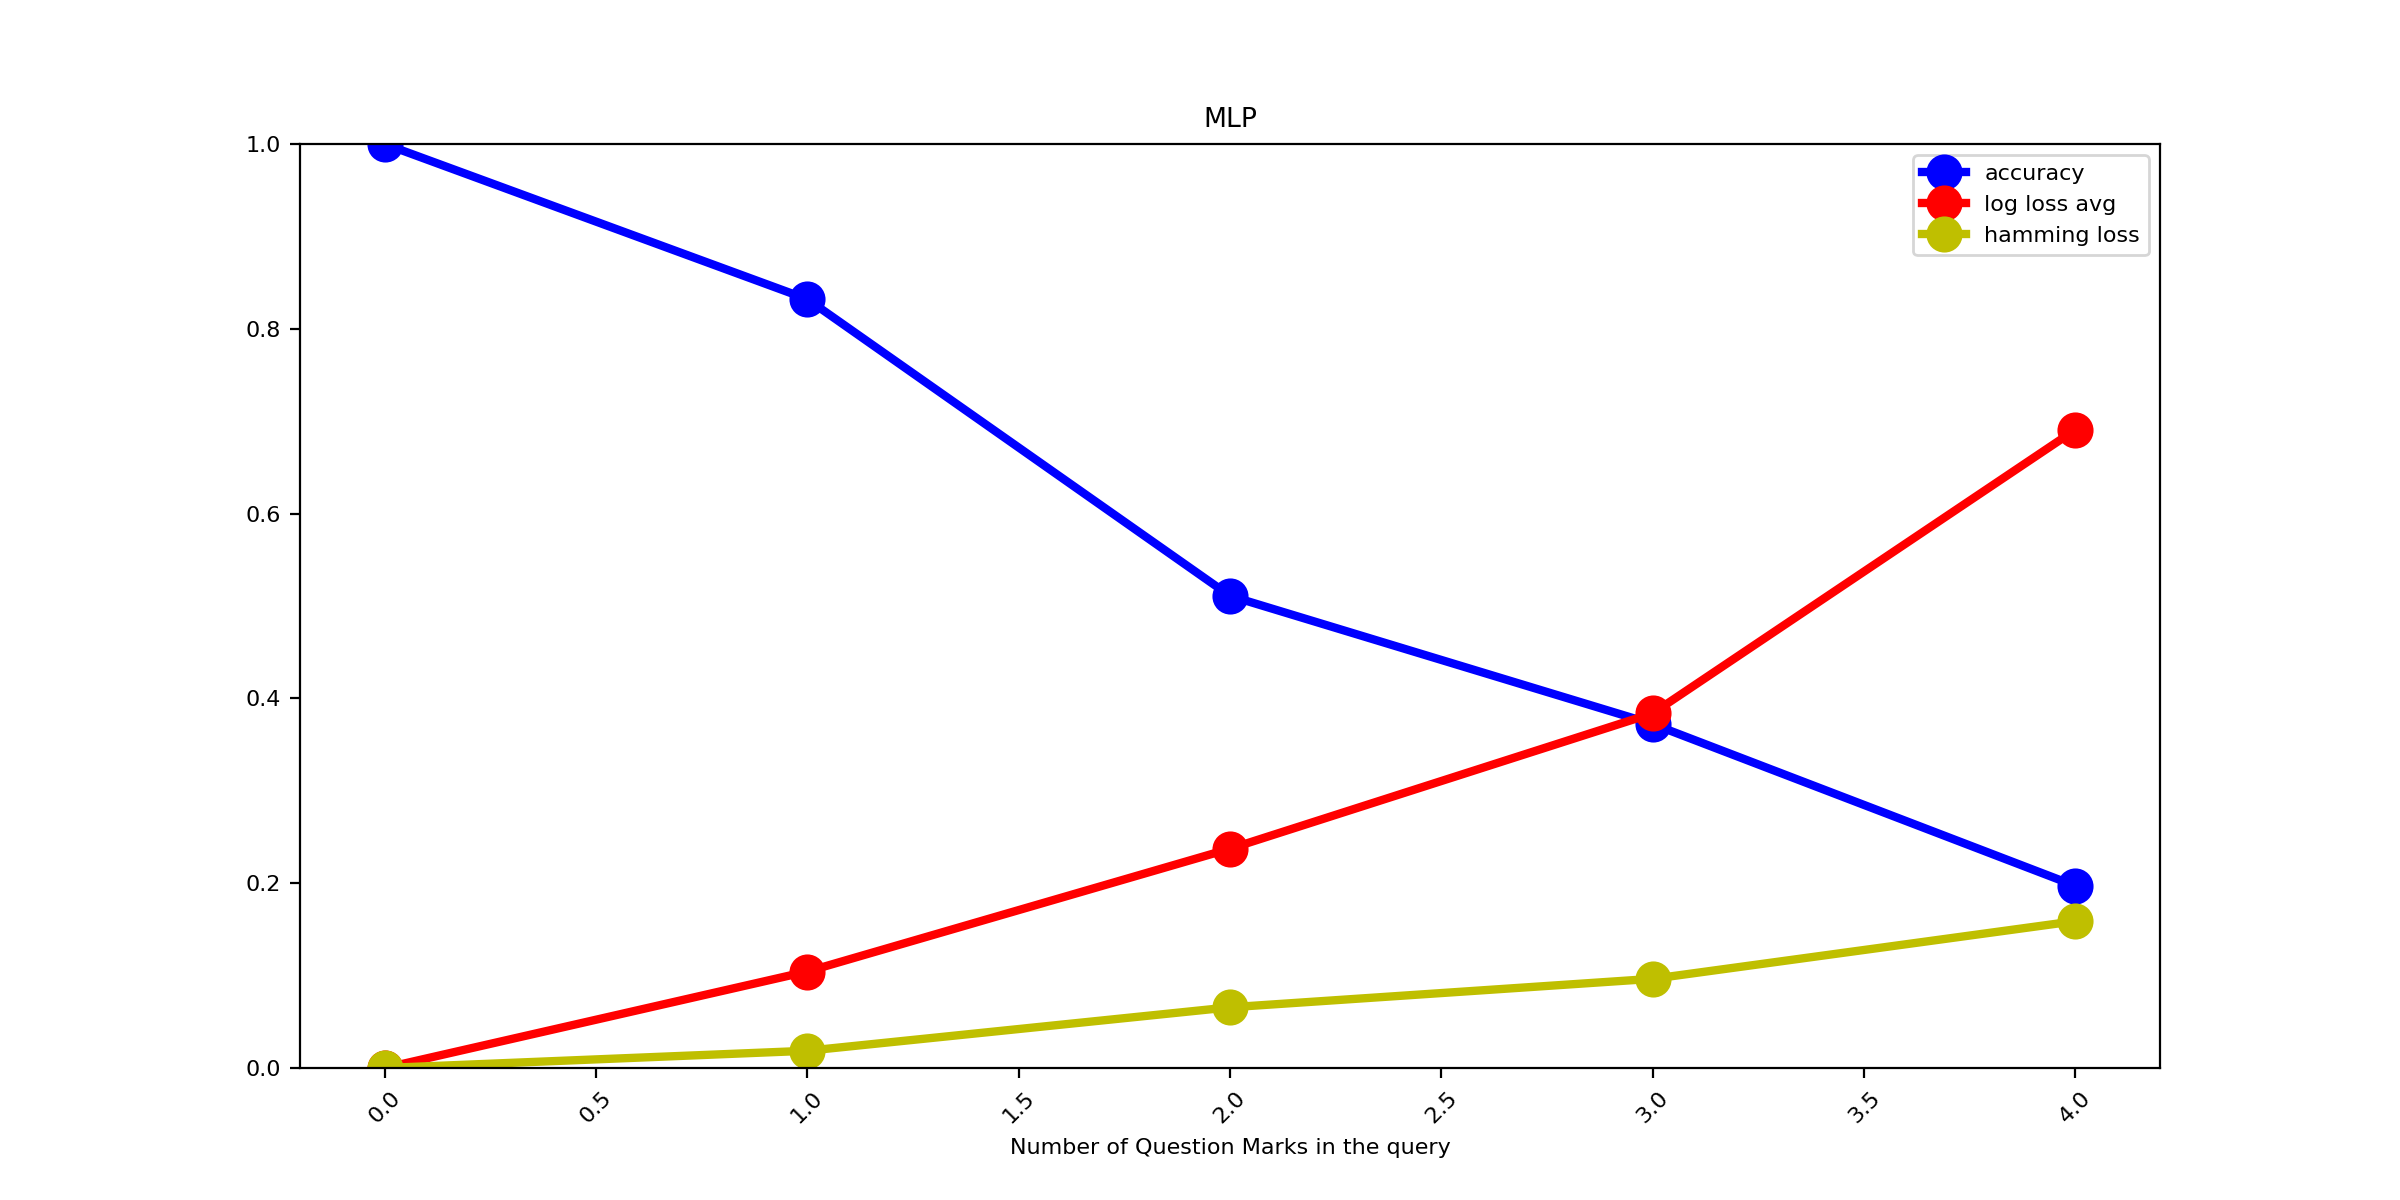 MLP
1.0
0.8
0.6
0.4
0.2
0.0
accuracy
log loss avg
hamming loss
0.0 0.5 1.0 1.5 2.0 2.5 3.0 3.5 4.0
Number of Question Marks in the query